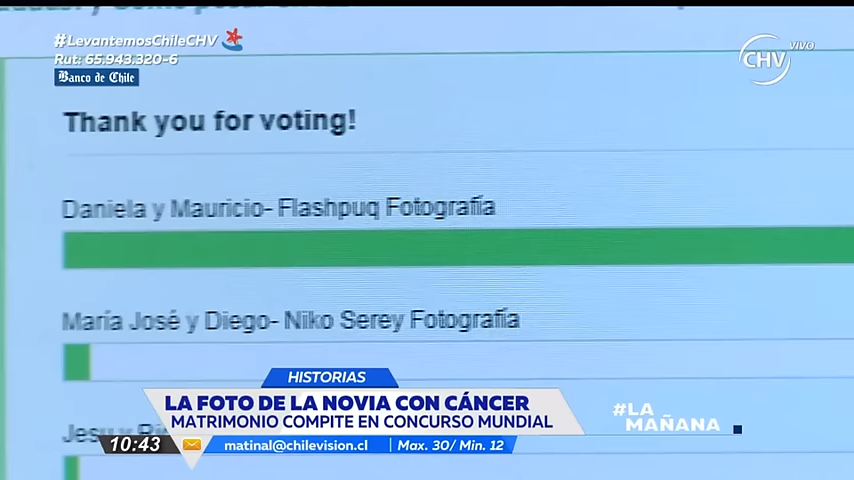 #LevantemosChileCHV
Rut: 65.943.320-6
Banco de Chile
CHV VIVO
Thank you for voting!
Daniela y Mauricio- Flashpuq Fotografía
María José y Diego- Niko Serey Fotografía
HISTORIAS
LA FOTO DE LA NOVIA CON CÁNCER
MATRIMONIO COMPITE EN CONCURSO MUNDIAL
#LA
MAÑANA
10:43
matinal@chilevision.cl
Max. 30/ Min. 12